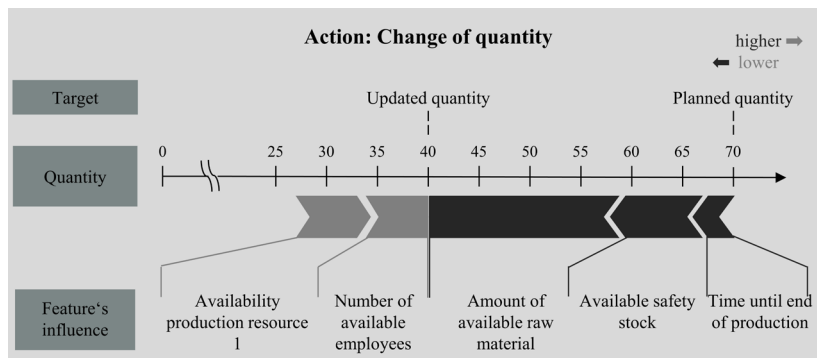 Action: Change of quantity
higher
lower
Target
Updated quantity
Planned quantity
Quantity
0 25 30 35 40 45 50 55 60 65 70
Feature‘s
influence
Availability
production resource
1
Number of
available
employees
Amount of
available raw
material
Available safety
stock
Time until end
of production